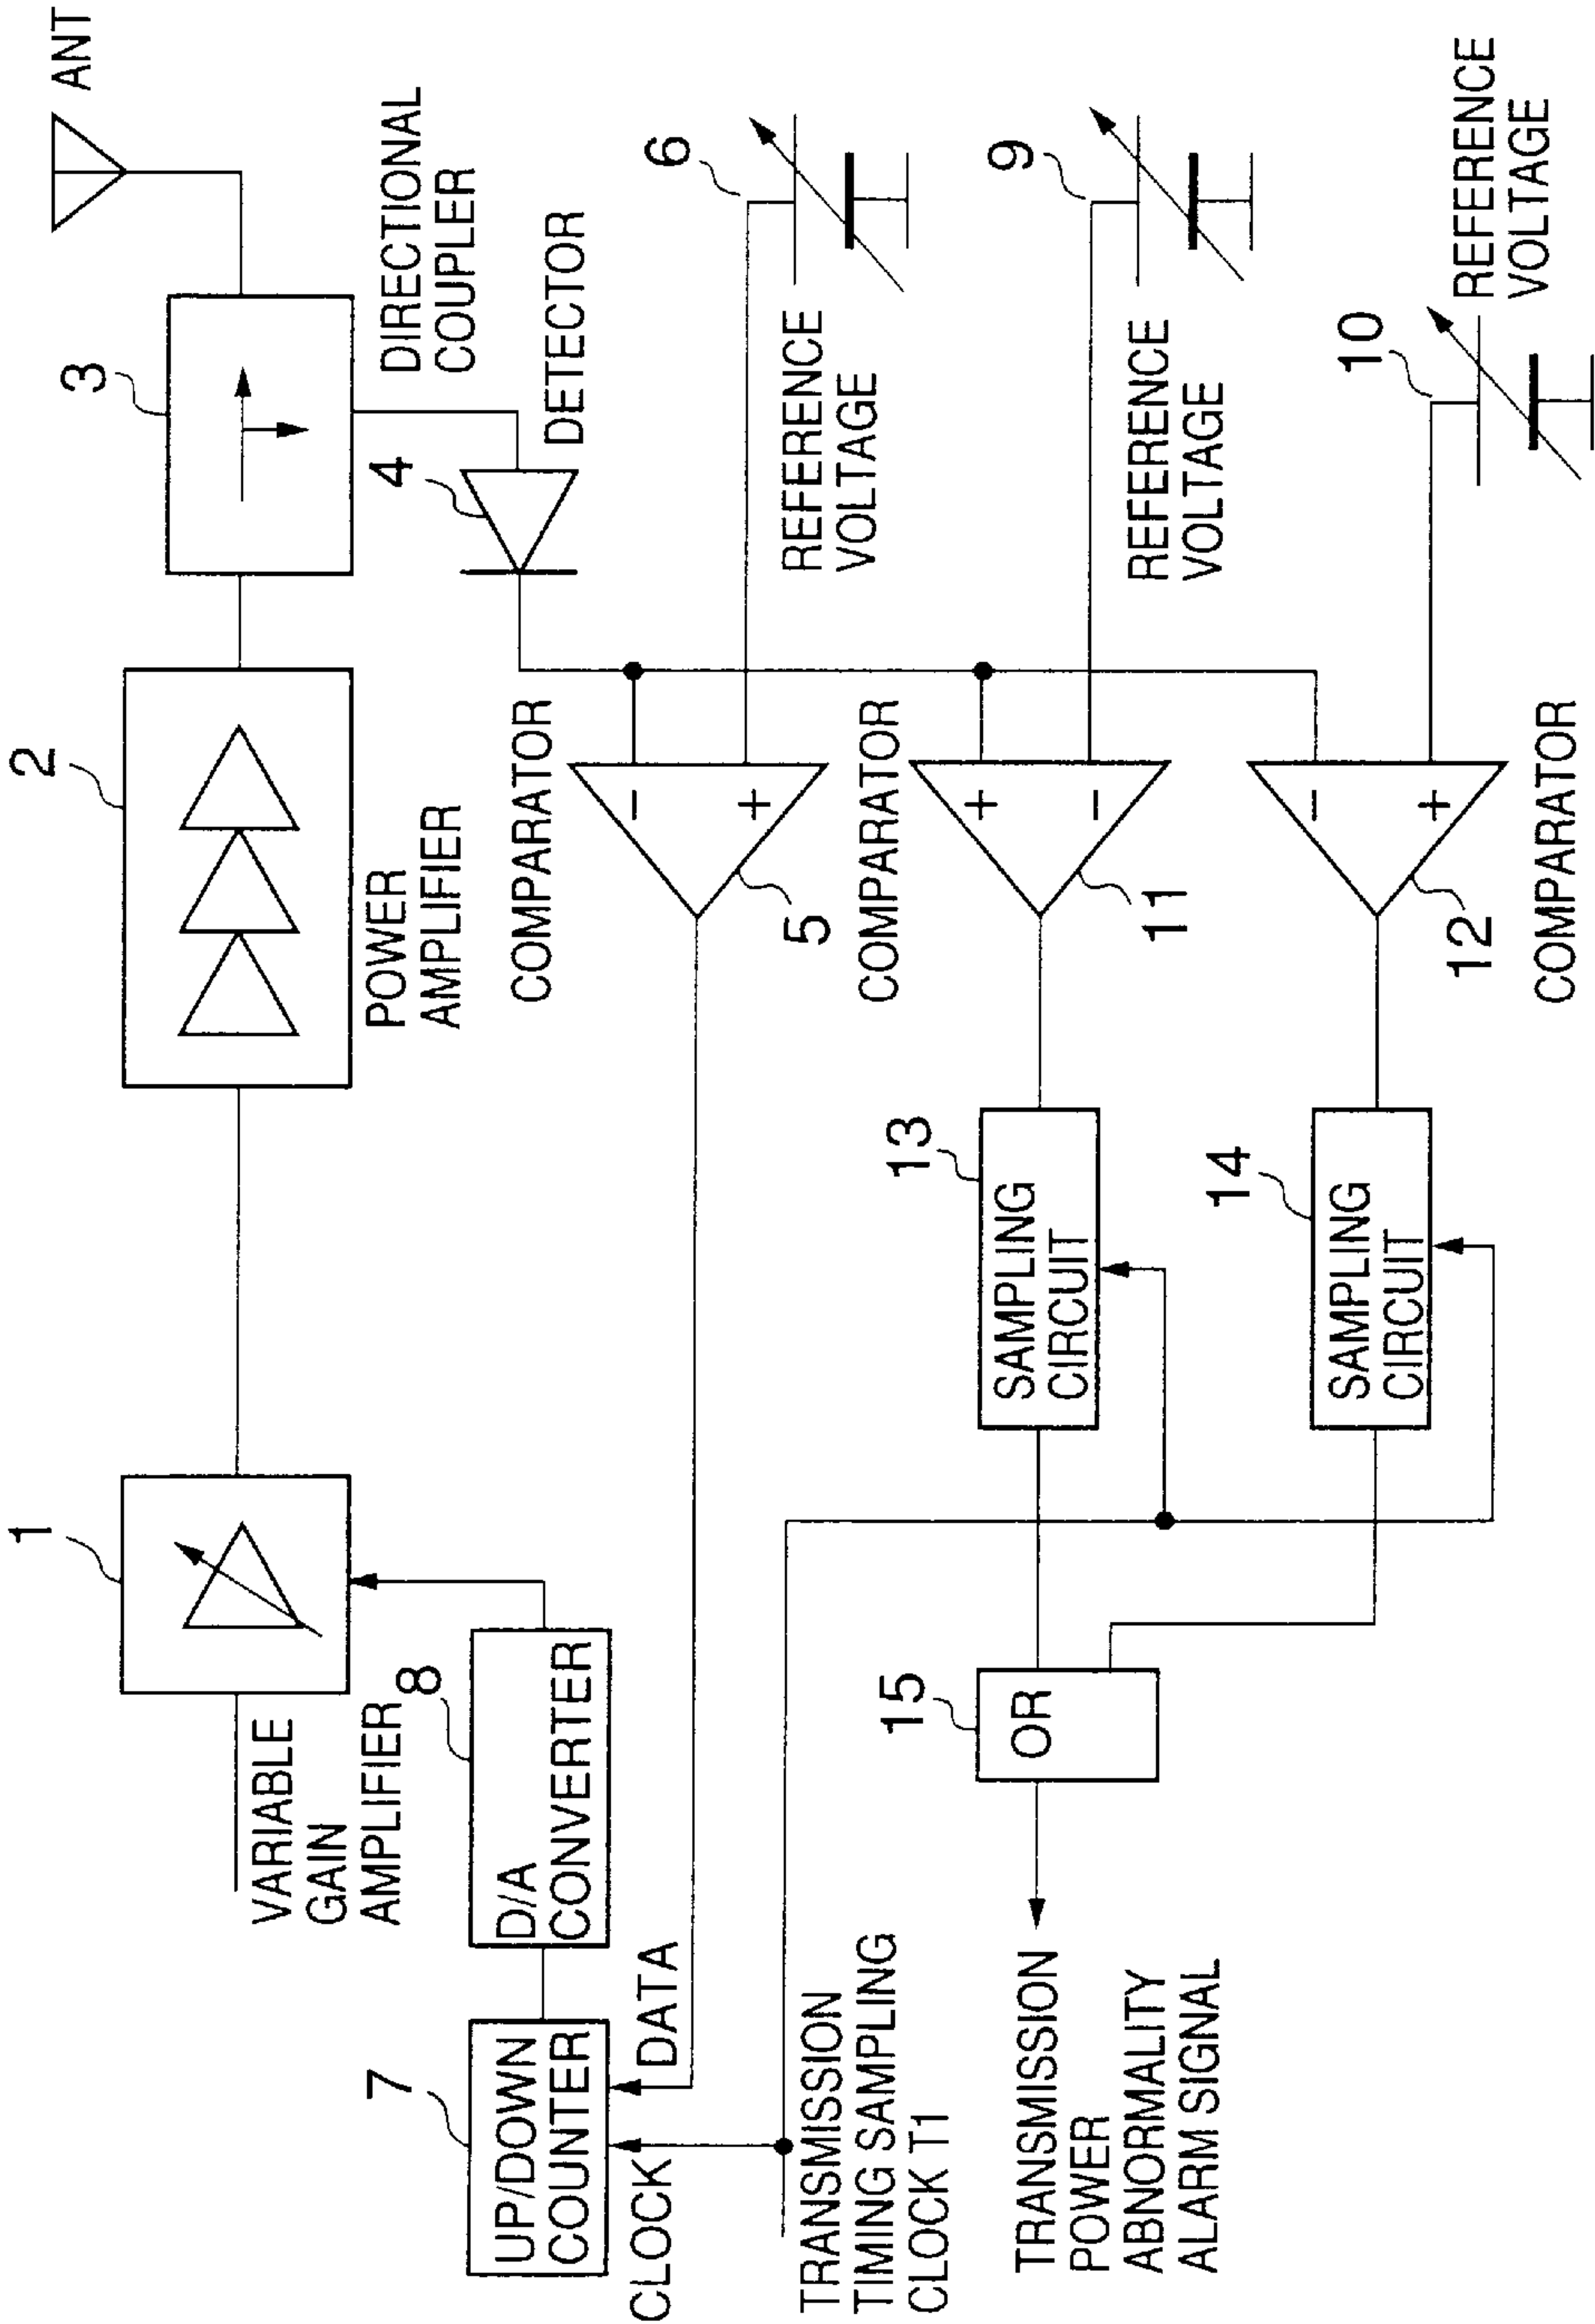 ANT
3
DIRECTIONAL
COUPLER
2
POWER
AMPLIFIER
1
VARIABLE
GAIN
AMPLIFIER
4
DETECTOR
8
D/A
CONVERTER
7
UP/DOWN
COUNTER
CLOCK
DATA
COMPARATOR
−
+
5
6
REFERENCE
VOLTAGE
COMPARATOR
+
−
11
9
REFERENCE
VOLTAGE
−
+
12
COMPARATOR
10
REFERENCE
VOLTAGE
13
SAMPLING
CIRCUIT
14
SAMPLING
CIRCUIT
15
OR
TRANSMISSION
TIMING SAMPLING
CLOCK T1
TRANSMISSION
POWER
ABNORMALITY
ALARM SIGNAL